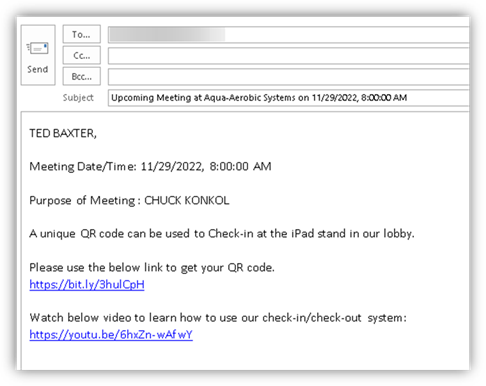 To...
Cc...
Send
Bcc...
Subject Upcoming Meeting at Aqua-Aerobic Systems on 11/29/2022, 8:00:00 AM
TED BAXTER,
Meeting Date/Time: 11/29/2022, 8:00:00 AM
Purpose of Meeting : CHUCK KONKOL
A unique QR code can be used to Check-in at the iPad stand in our lobby.
Please use the below link to get your QR code.
https://bit.ly/3hulCpH
Watch below video to learn how to use our check-in/check-out system:
https://youtu.be/6hxZn-wAfwY